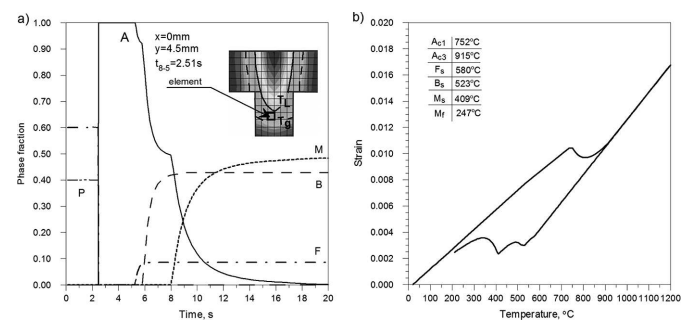 a)
1.00
0.90
0.80
0.70
0.60
0.50
0.40
0.30
0.20
0.10
0.00
Phase fraction
A
x=0mm
y=4.5mm
t8-5=2.51s
element
TL
Tg
P
M
B
F
0 2 4 6 8 10 12 14 16 18 20
Time, s
b)
0.020
0.018
0.016
0.014
0.012
0.010
0.008
0.006
0.004
0.002
0.000
Strain
Ac1 752°C
Ac3 915°C
Fs 580°C
Bs 523°C
Ms 409°C
Mf 247°C
0 100 200 300 400 500 600 700 800 900 1000 1100 1200
Temperature, °C